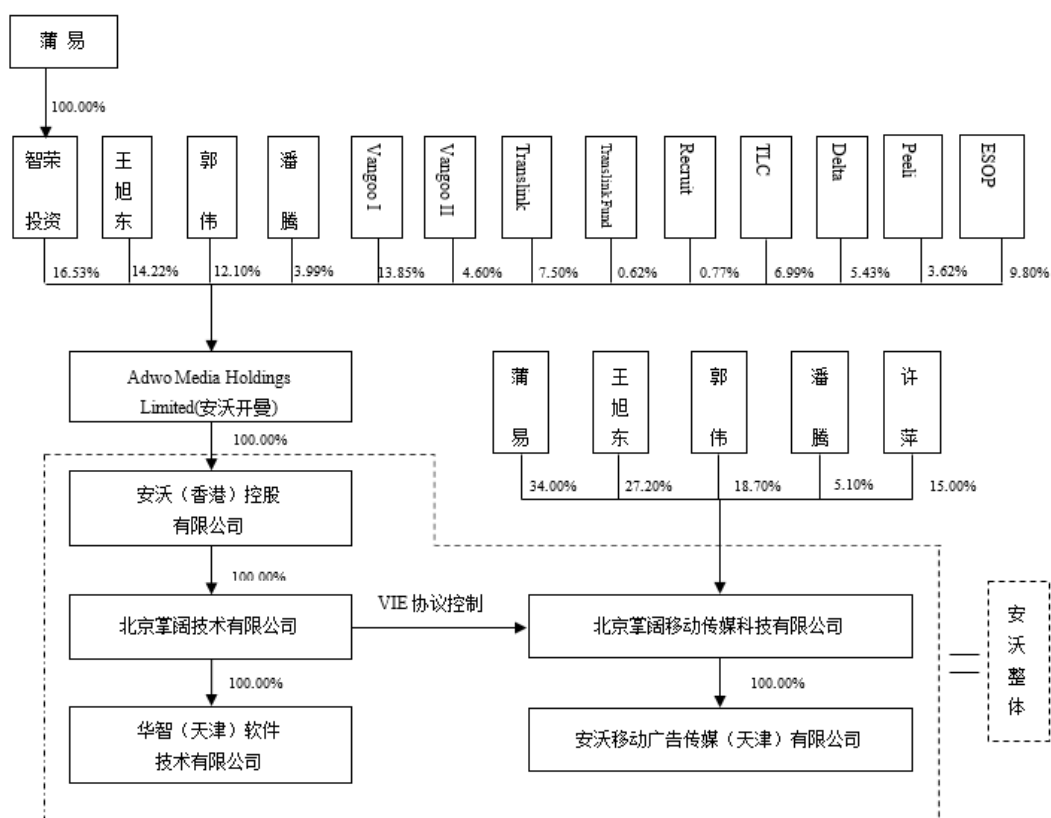 蒲 易
100.00%
智荣投资
王旭东
郭伟
潘腾
Vangoo I
Vangoo II
Translink
Translink Fund
Recruit
TLC
Delta
Peeli
ESOP
16.53%
14.22%
12.10%
3.99%
13.85%
4.60%
7.50%
0.62%
0.77%
6.99%
5.43%
3.62%
9.80%
Adwo Media Holdings
Limited(安沃开曼)
蒲易
王旭东
郭伟
潘腾
许萍
100.00%
34.00%
27.20%
18.70%
5.10%
15.00%
安沃（香港）控股
有限公司
100.00%
北京掌阔技术有限公司
VIE 协议控制
北京掌阔移动传媒科技有限公司
安沃整体
100.00%
100.00%
华智（天津）软件
技术有限公司
安沃移动广告传媒（天津）有限公司